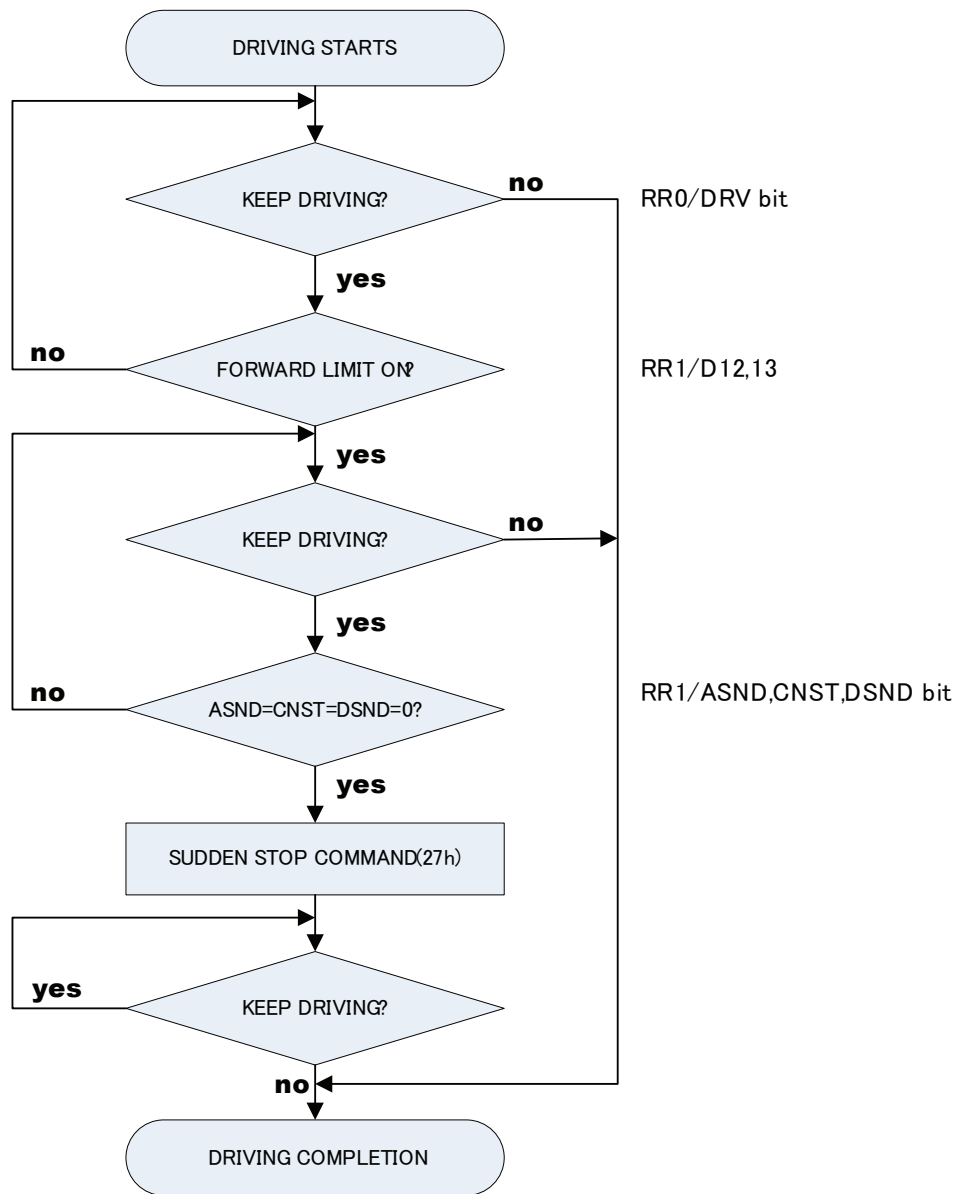 DRIVING STARTS
KEEP DRIVING?
no
RR0/DRV bit
yes
no
FORWARD LIMIT ON?
RR1/D12,13
yes
KEEP DRIVING?
no
yes
no
ASND=CNST=DSND=0?
RR1/ASND,CNST,DSND bit
yes
SUDDEN STOP COMMAND(27h)
yes
KEEP DRIVING?
no
DRIVING COMPLETION